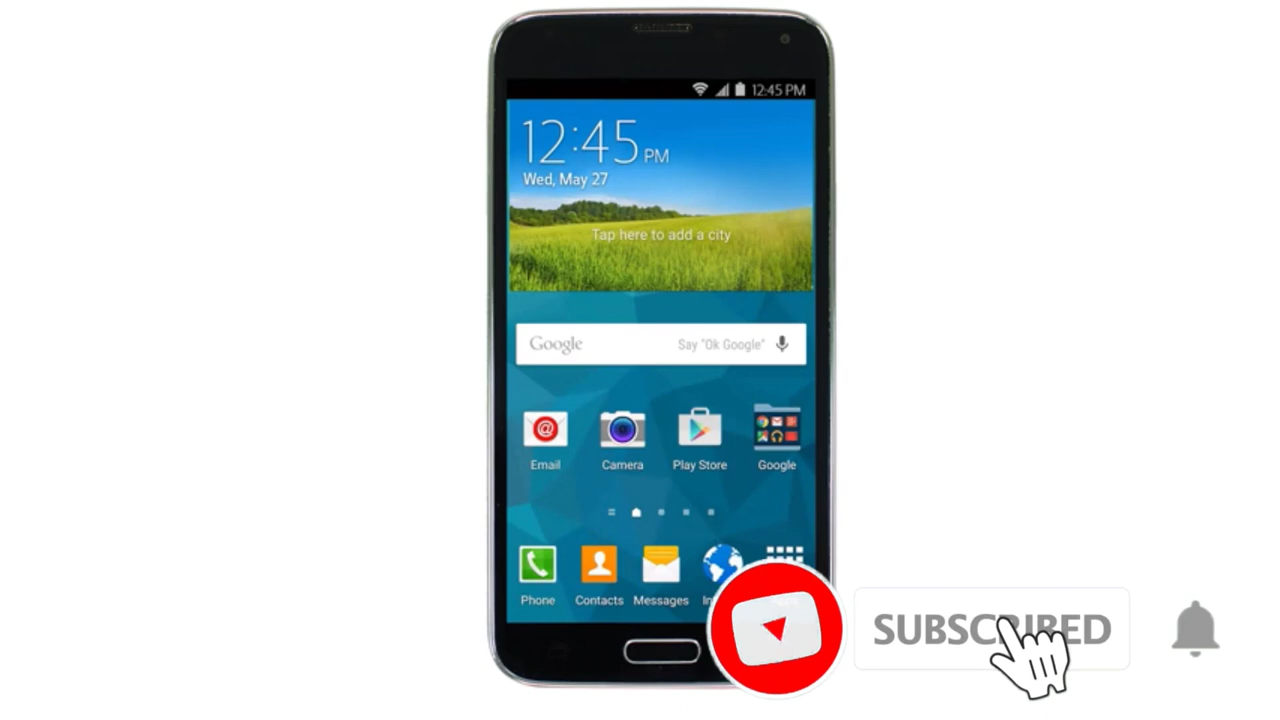 12:45 PM
12:45 PM
Wed, May 27
Tap here to add a city
Google Say "Ok Google"
Email Camera Play Store Google
Phone Contacts Messages
SUBSCRIBED